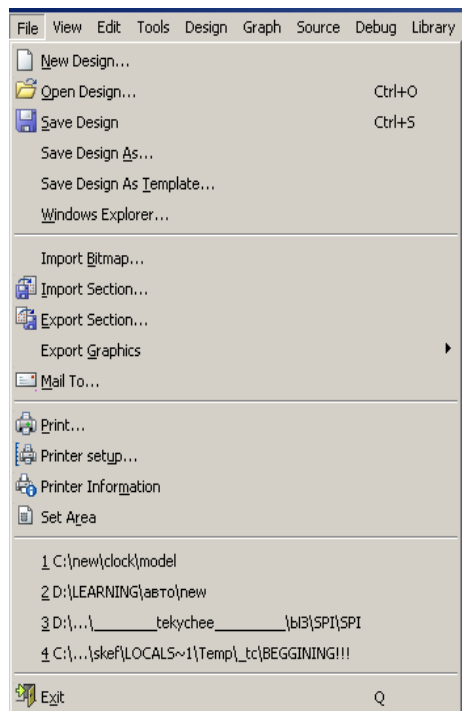 File View Edit Tools Design Graph Source Debug Library
New Design...
Open Design... Ctrl+O
Save Design Ctrl+S
Save Design As...
Save Design As Template...
Windows Explorer...
Import Bitmap...
Import Section...
Export Section...
Export Graphics
Mail To...
Print...
Printer setup...
Printer Information
Set Area
1 C:\new\clock\model
2 D:\LEARNING\авто\new
3 D:\...\________tekychee__________\Ы3\SPI\SPI
4 C:\...\skef\LOCALS~1\Temp\_tc\BEGGINING!!!
Exit Q